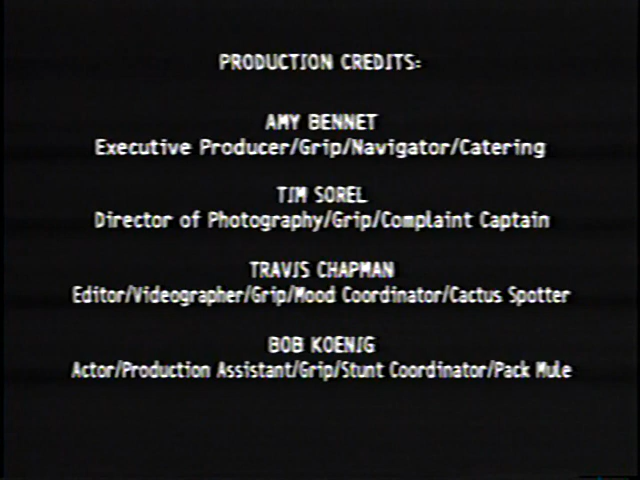 PRODUCTION CREDITS:
AMY BENNET
Executive Producer/Grip/Navigator/Catering
TIM SOREL
Director of Photography/Grip/Complaint Captain
TRAVIS CHAPMAN
Editor/Videographer/Grip/Mood Coordinator/Cactus Spotter
BOB KOENIG
Actor/Production Assistant/Grip/Stunt Coordinator/Pack Mule